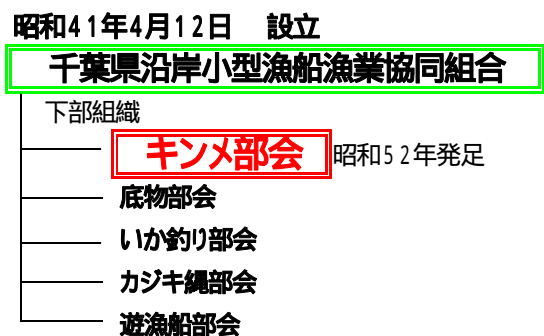 昭和41年4月12日　設立
千葉県沿岸小型漁船漁業協同組合
下部組織
キンメ部会 昭和52年発足
底物部会
いか釣り部会
カジキ縄部会
遊漁船部会